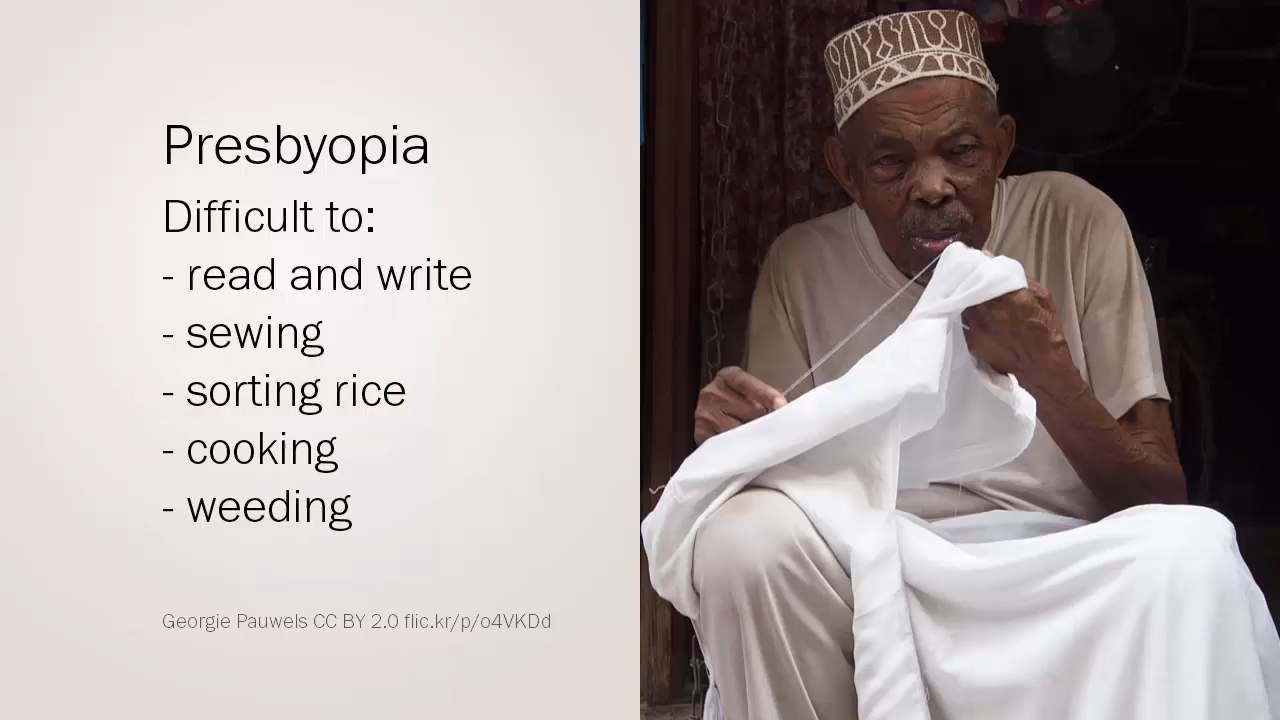 Presbyopia
Difficult to:
- read and write
- sewing
- sorting rice
- cooking
- weeding
Georgie Pauwels CC BY 2.0 flic.kr/p/o4VKDd